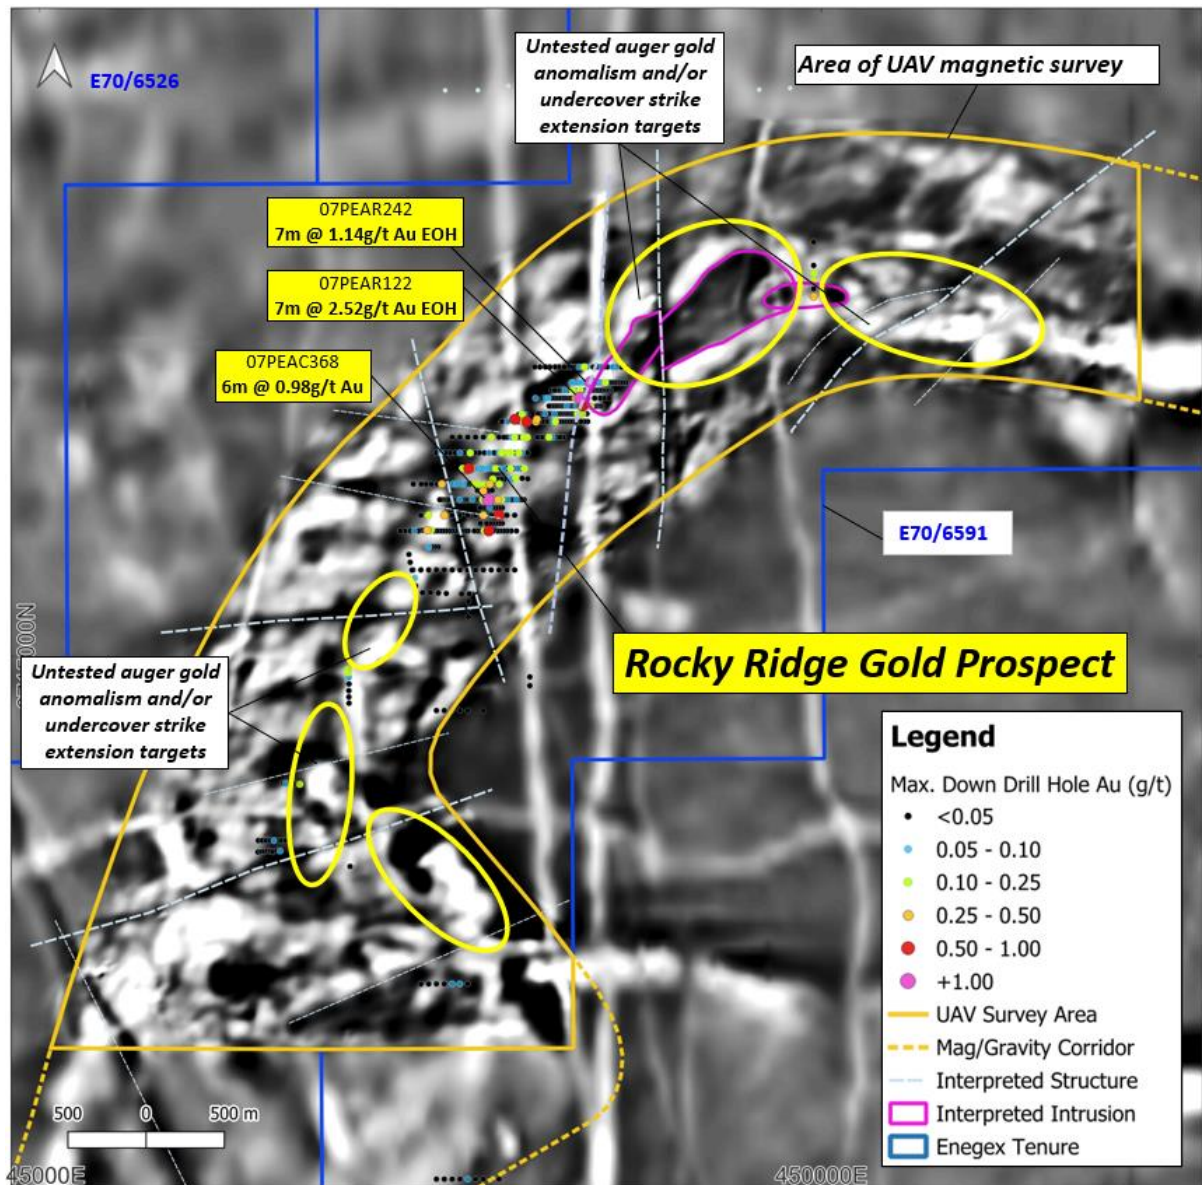 E70/6526
Untested auger gold
anomalism and/or
undercover strike
extension targets
Area of UAV magnetic survey
07PEAR242
7m @ 1.14g/t Au EOH
07PEAR122
7m @ 2.52g/t Au EOH
07PEAC368
6m @ 0.98g/t Au
E70/6591
Rocky Ridge Gold Prospect
Untested auger gold
anomalism and/or
undercover strike
extension targets
Legend
Max. Down Drill Hole Au (g/t)
<0.05
0.05 - 0.10
0.10 - 0.25
0.25 - 0.50
0.50 - 1.00
+1.00
UAV Survey Area
Mag/Gravity Corridor
Interpreted Structure
Interpreted Intrusion
Enegex Tenure
500 0 500 m
45000E
450000E